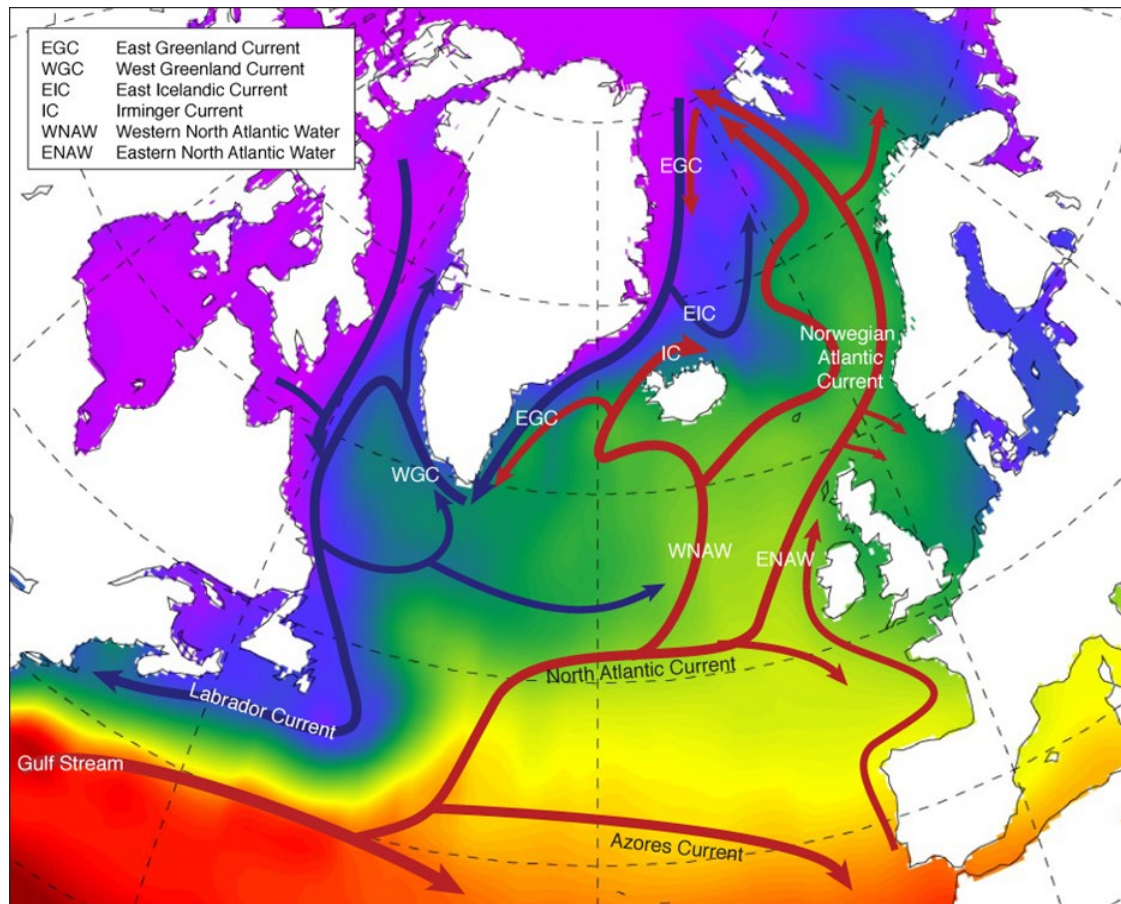 EGC East Greenland Current
WGC West Greenland Current
EIC East Icelandic Current
IC Irminger Current
WNAW Western North Atlantic Water
ENAW Eastern North Atlantic Water
EGC
EIC
IC
Norwegian
Atlantic
Current
EGC
WGC
WNAW
ENAW
North Atlantic Current
Labrador Current
Gulf Stream
Azores Current